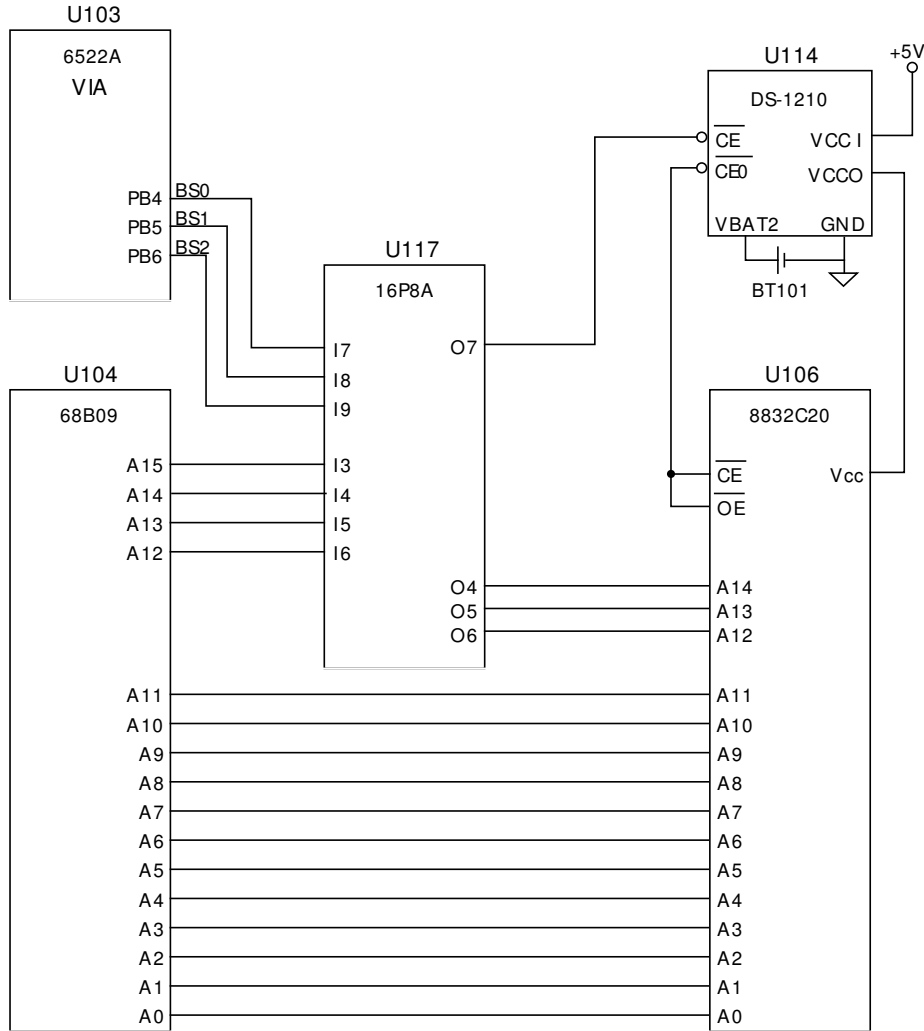 U103
6522A
VIA
PB4 BS0
PB5 BS1
PB6 BS2
U114
+5V
DS-1210
CE
VCC I
CE0
VCCO
VBAT2 GND
BT101
U117
16P8A
I7 O7
I8
I9
I3
I4
I5
I6
O4
O5
O6
U104
68B09
A15
A14
A13
A12
A11
A10
A9
A8
A7
A6
A5
A4
A3
A2
A1
A0
U106
8832C20
CE Vcc
OE
A14
A13
A12
A11
A10
A9
A8
A7
A6
A5
A4
A3
A2
A1
A0